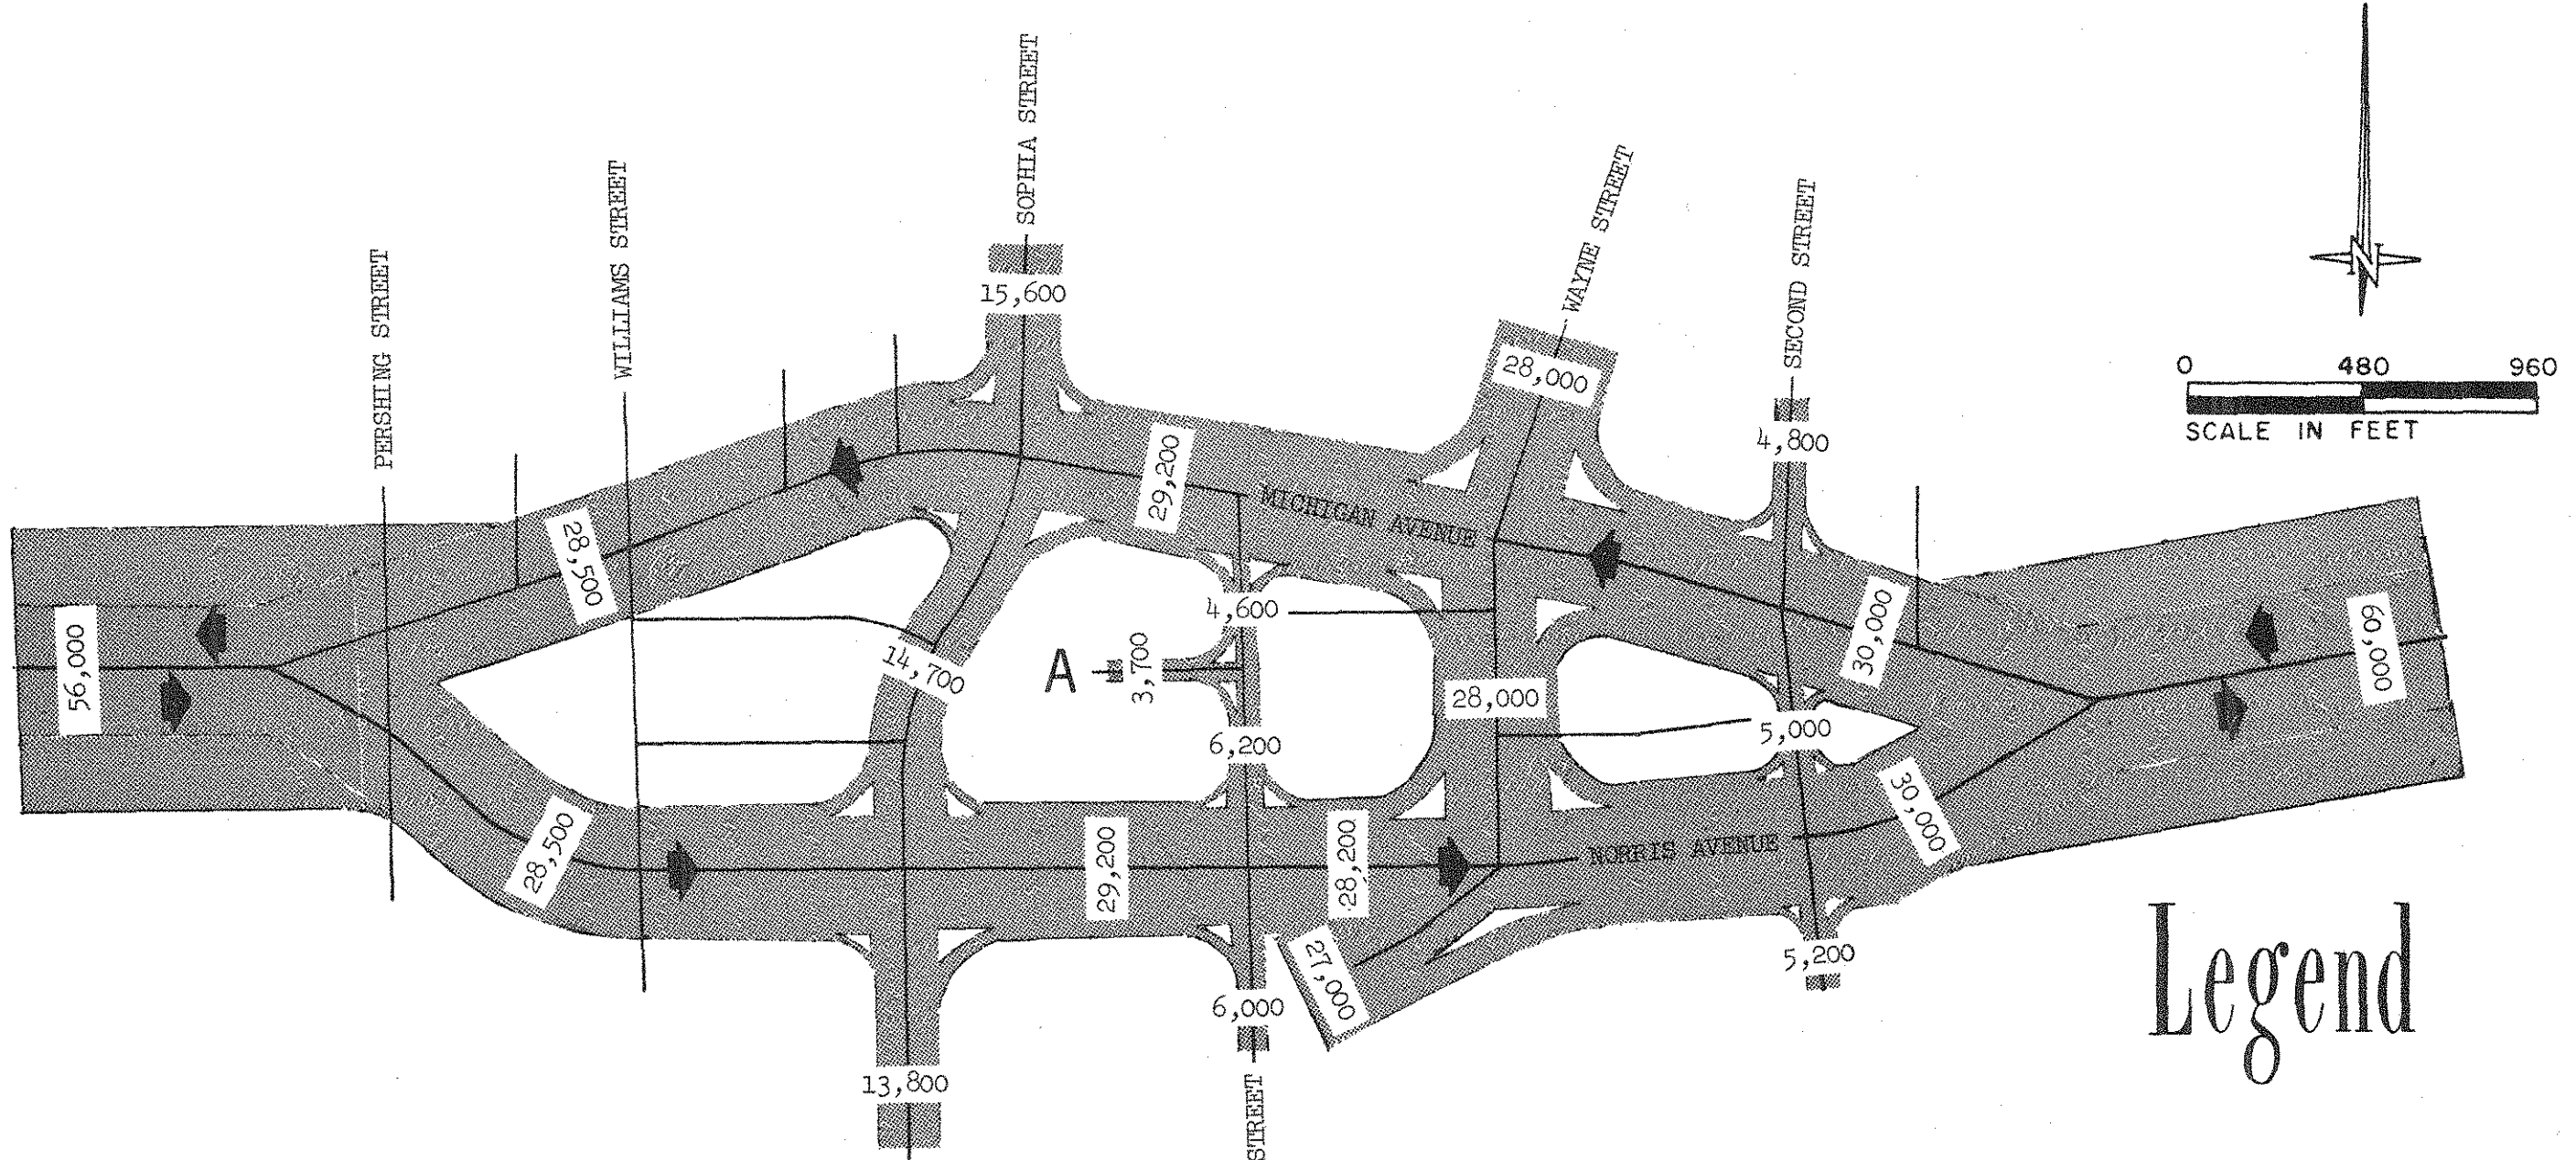 SOPHIA STREET
WAYNE STREET
WILLIAMS STREET
SECOND STREET
PERSHING STREET
N
15,600
28,000
0 480 960
SCALE IN FEET
4,800
29,200
MICHIGAN AVENUE
28,500
4,600
30,000
56,000
60,000
14,700
A
3,700
28,000
5,000
6,200
30,000
28,500
29,200
28,200
NORRIS AVENUE
5,200
27,000
6,000
Legend
13,800
STREET